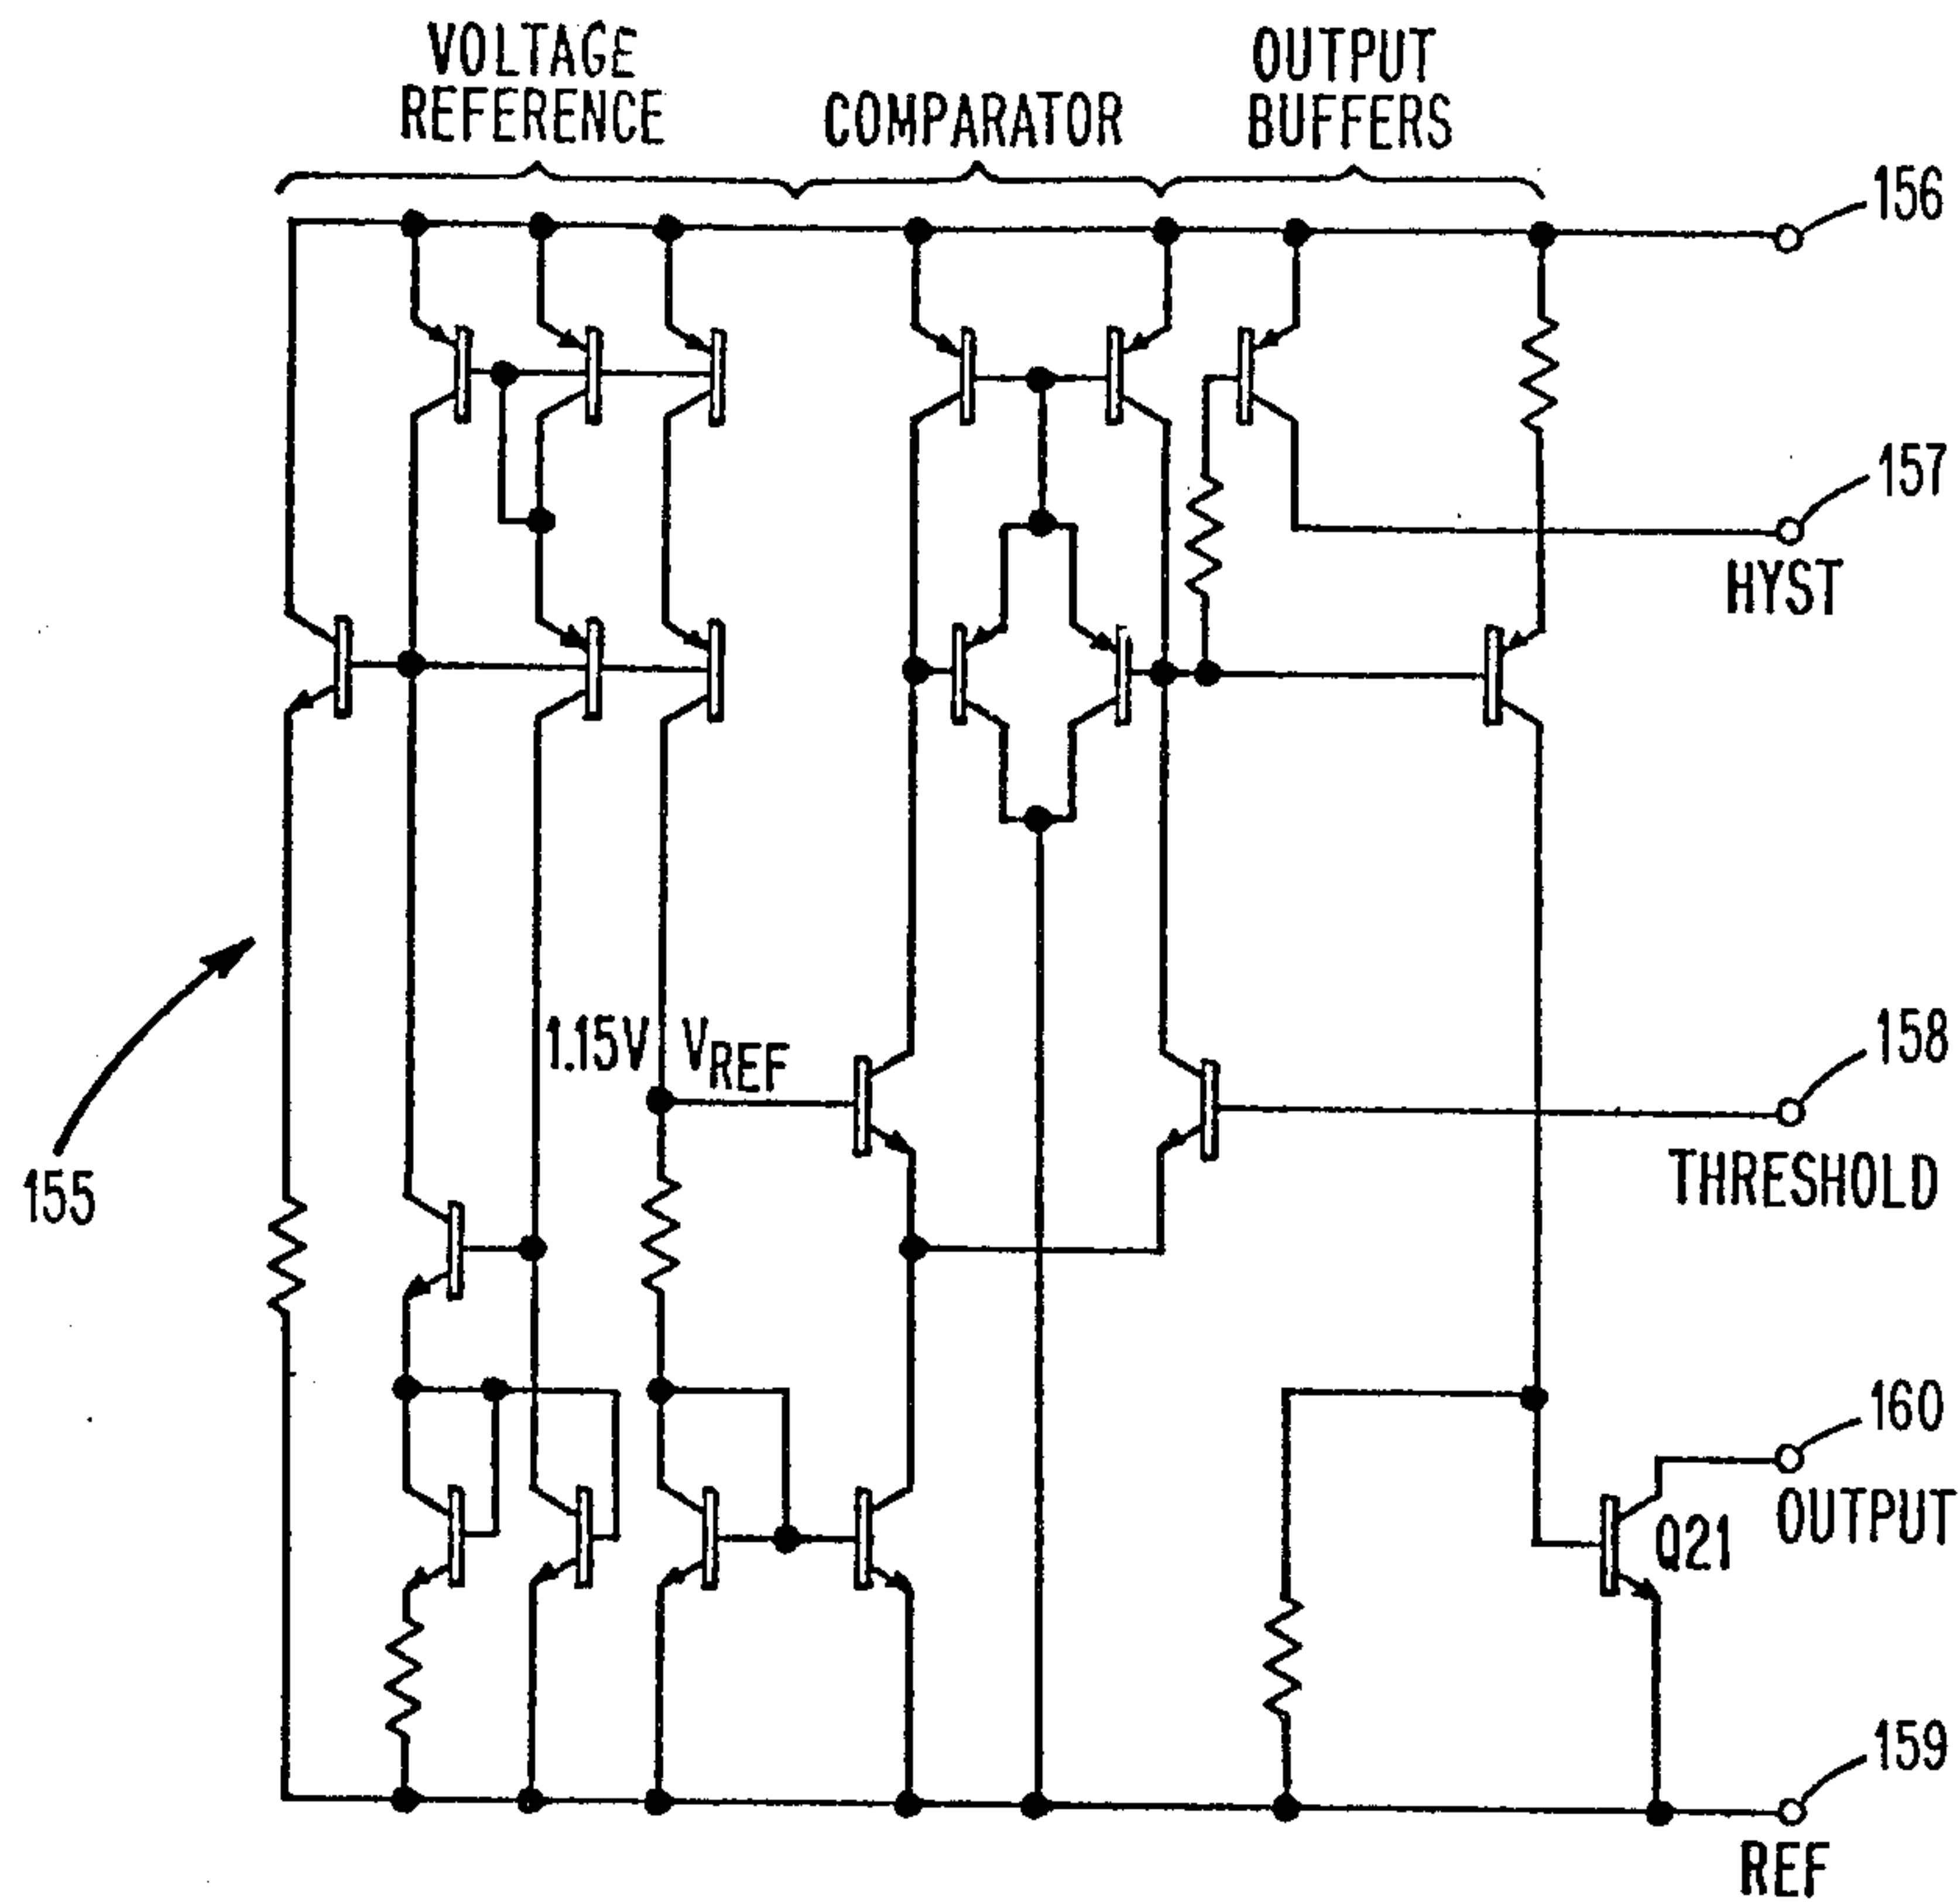 VOLTAGE
REFERENCE
COMPARATOR
OUTPUT
BUFFERS
156
157
HYST
1.15V VREF
158
THRESHOLD
155
160
OUTPUT
Q21
159
REF